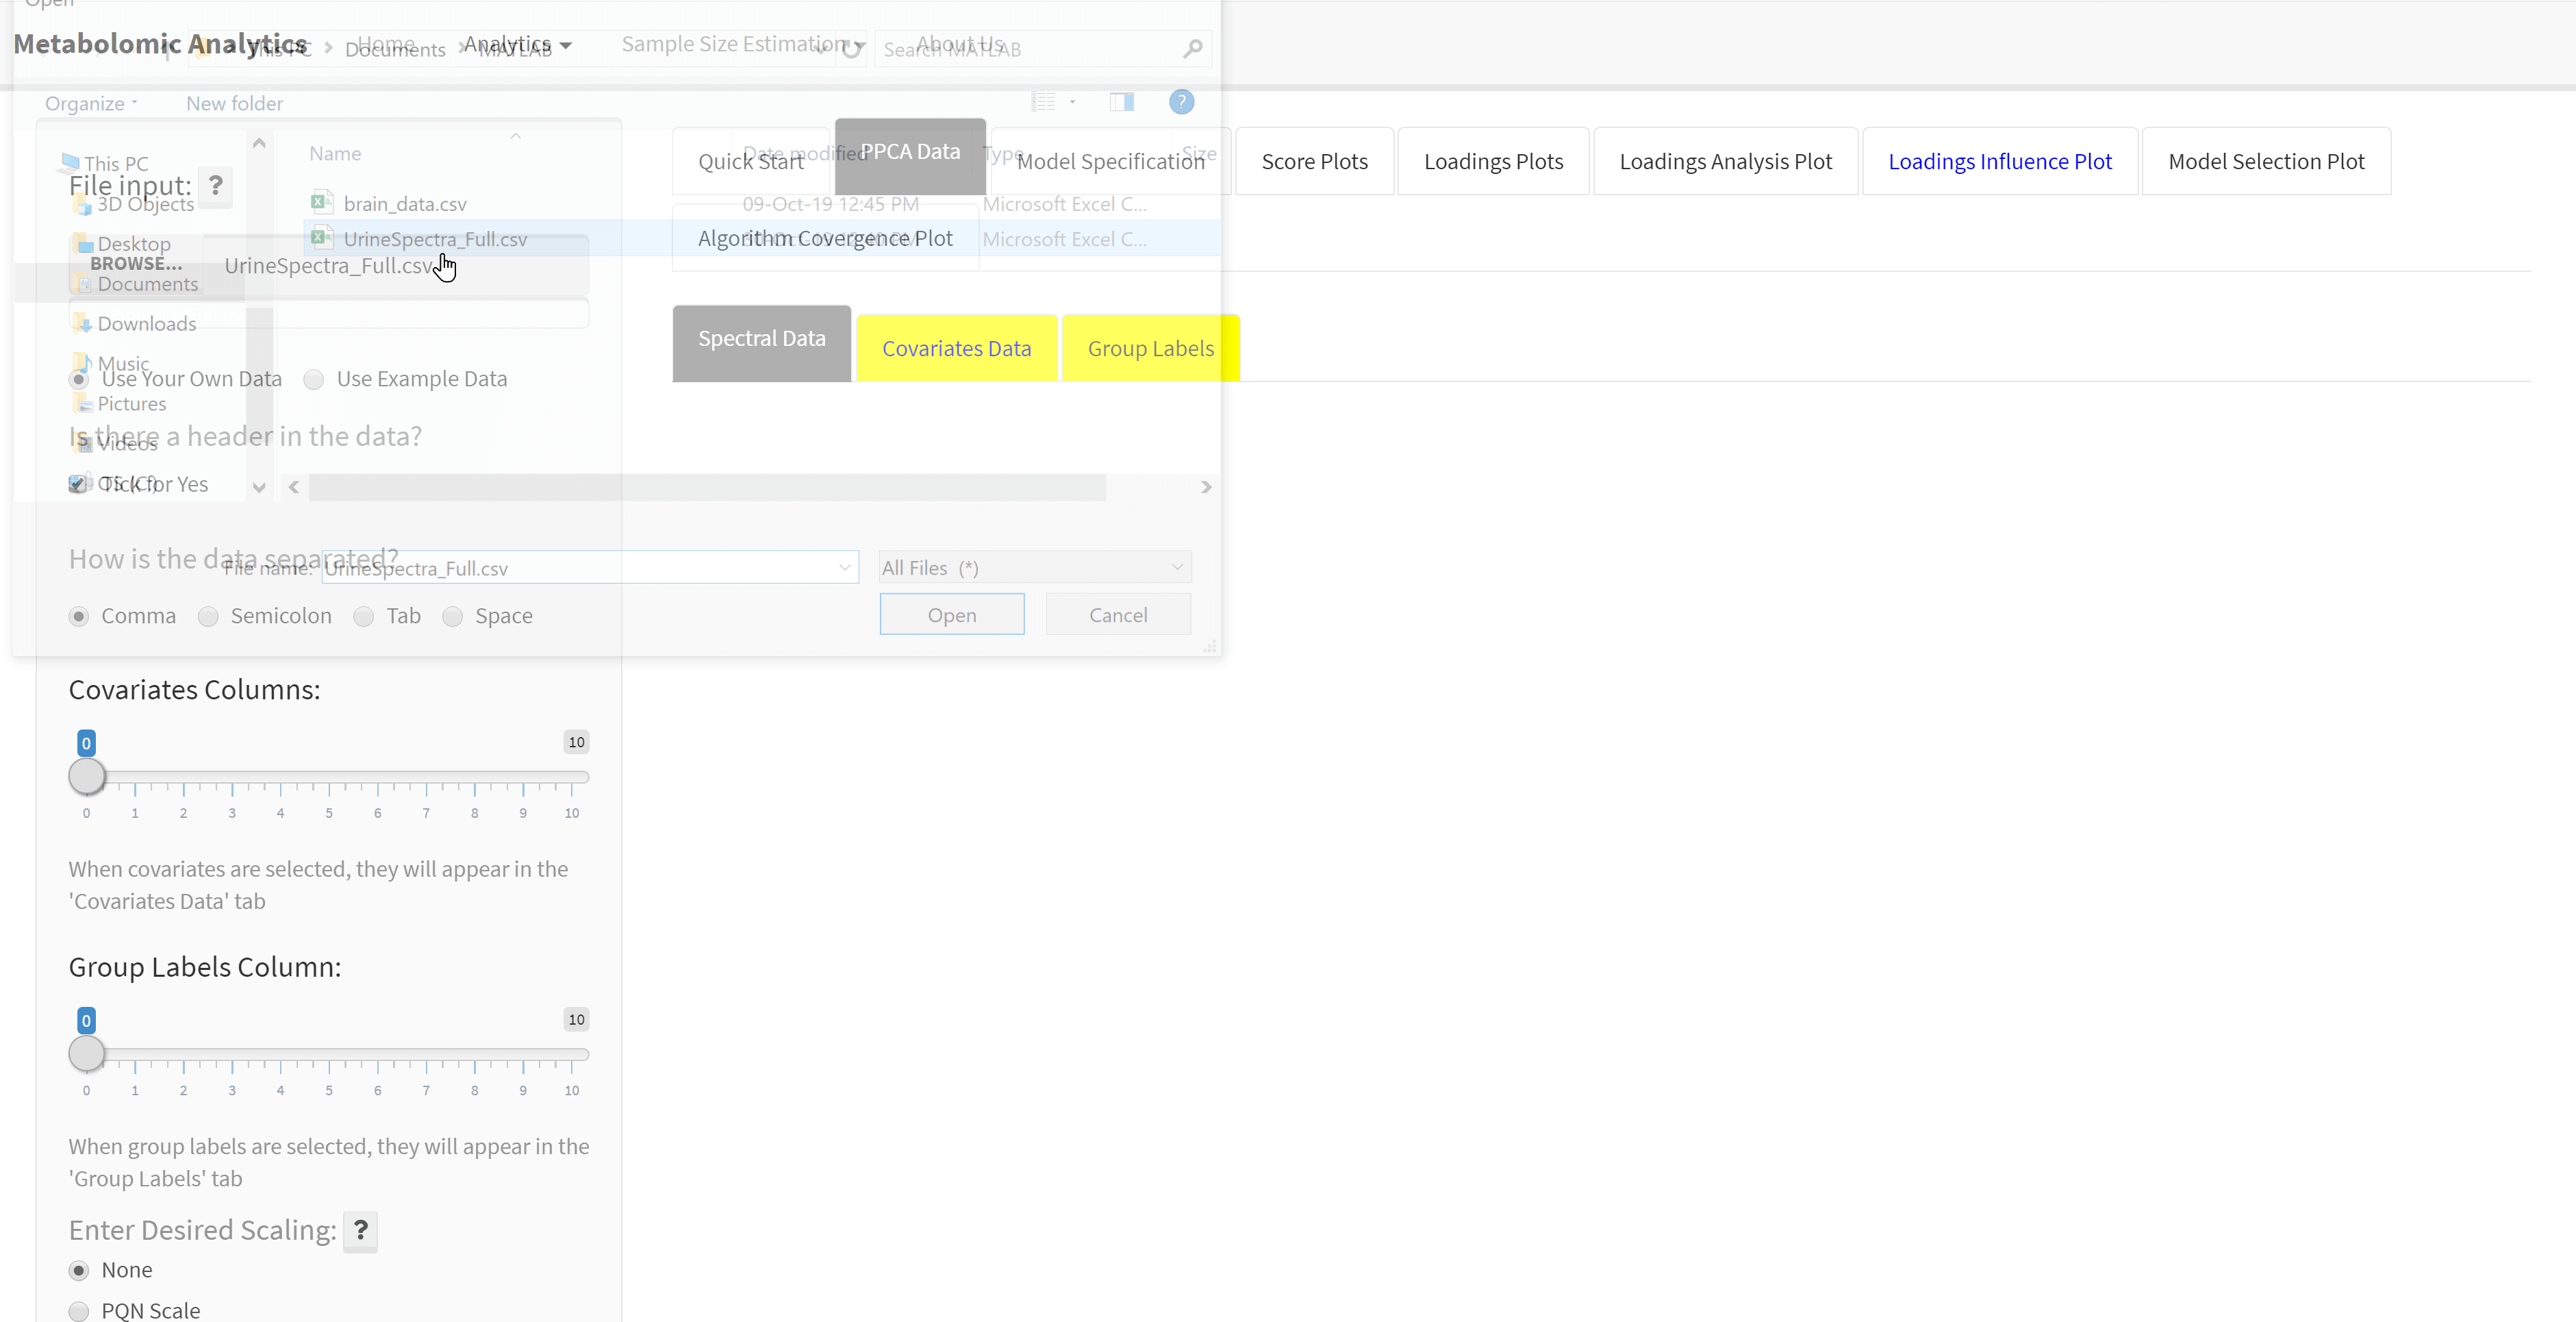 Open
Metabolomic Analytics Home Analytics Sample Size Estimation About Us
This PC Documents MATLAB Search MATLAB
Organize New folder
Name Date modified Type Size
This PC
3D Objects
Desktop
Documents
Downloads
Music
Pictures
Videos
OS (C:)
brain_data.csv 09-Oct-19 12:45 PM Microsoft Excel C...
UrineSpectra_Full.csv Microsoft Excel C...
File name: UrineSpectra_Full.csv All Files (*)
Open Cancel
File input: ?
BROWSE... UrineSpectra_Full.csv
Use Your Own Data Use Example Data
Is there a header in the data?
Tick for Yes
How is the data separated?
Comma Semicolon Tab Space
Covariates Columns:
0 10
0 1 2 3 4 5 6 7 8 9 10
When covariates are selected, they will appear in the
'Covariates Data' tab
Group Labels Column:
0 10
0 1 2 3 4 5 6 7 8 9 10
When group labels are selected, they will appear in the
'Group Labels' tab
Enter Desired Scaling: ?
None
PQN Scale
Quick Start PPCA Data Model Specification Score Plots Loadings Plots Loadings Analysis Plot Loadings Influence Plot Model Selection Plot
Algorithm Covergence Plot
Spectral Data Covariates Data Group Labels